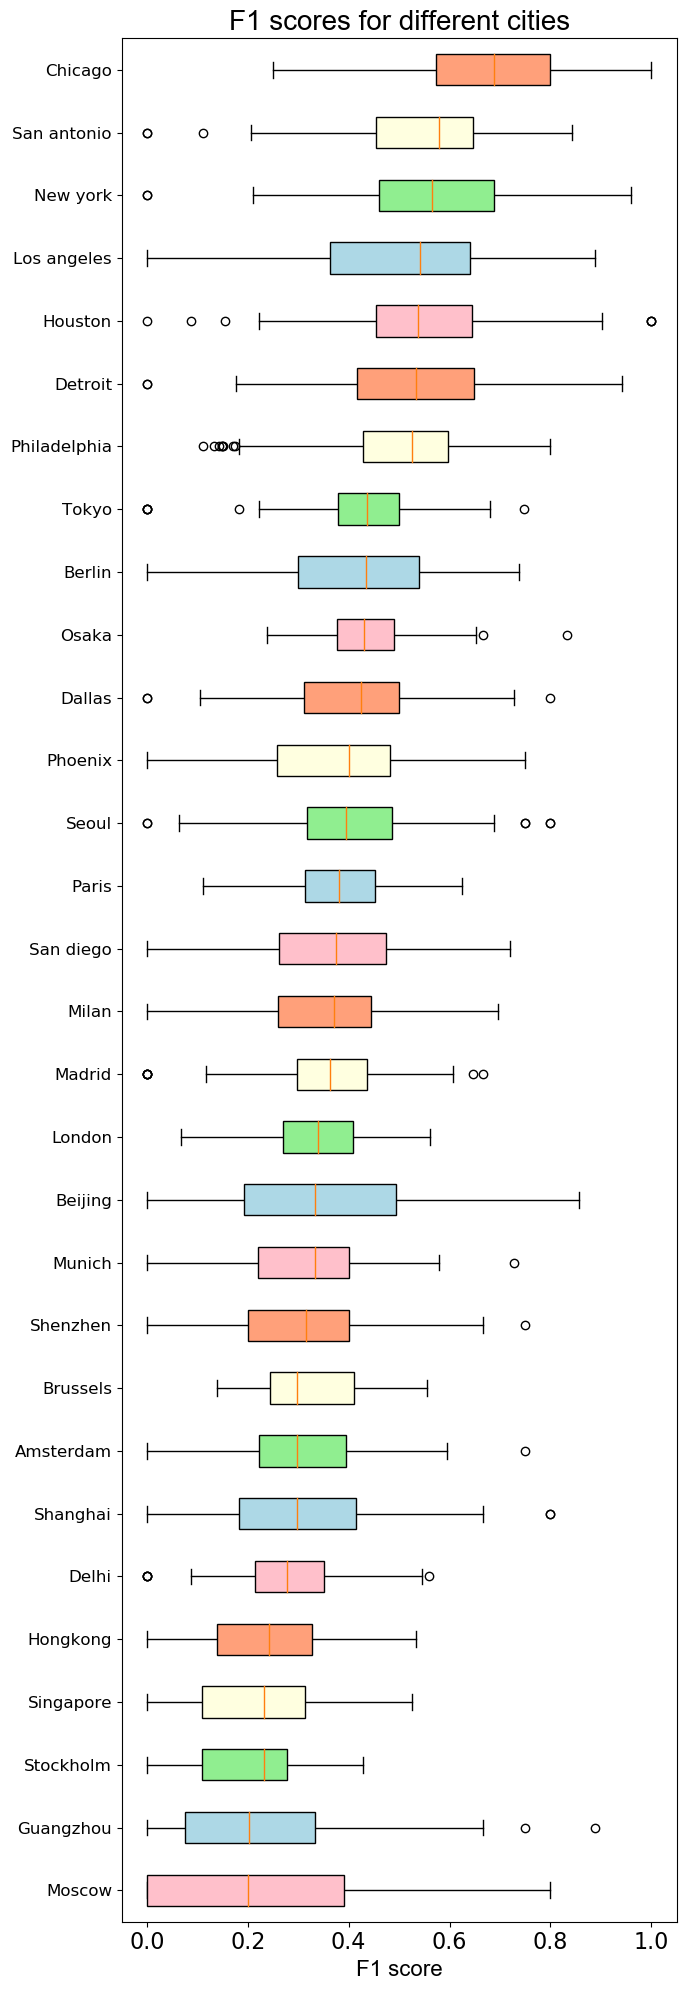 F1 scores for different cities
Chicago
San antonio
New york
Los angeles
Houston
Detroit
Philadelphia
Tokyo
Berlin
Osaka
Dallas
Phoenix
Seoul
Paris
San diego
Milan
Madrid
London
Beijing
Munich
Shenzhen
Brussels
Amsterdam
Shanghai
Delhi
Hongkong
Singapore
Stockholm
Guangzhou
Moscow
0.0 0.2 0.4 0.6 0.8 1.0
F1 score